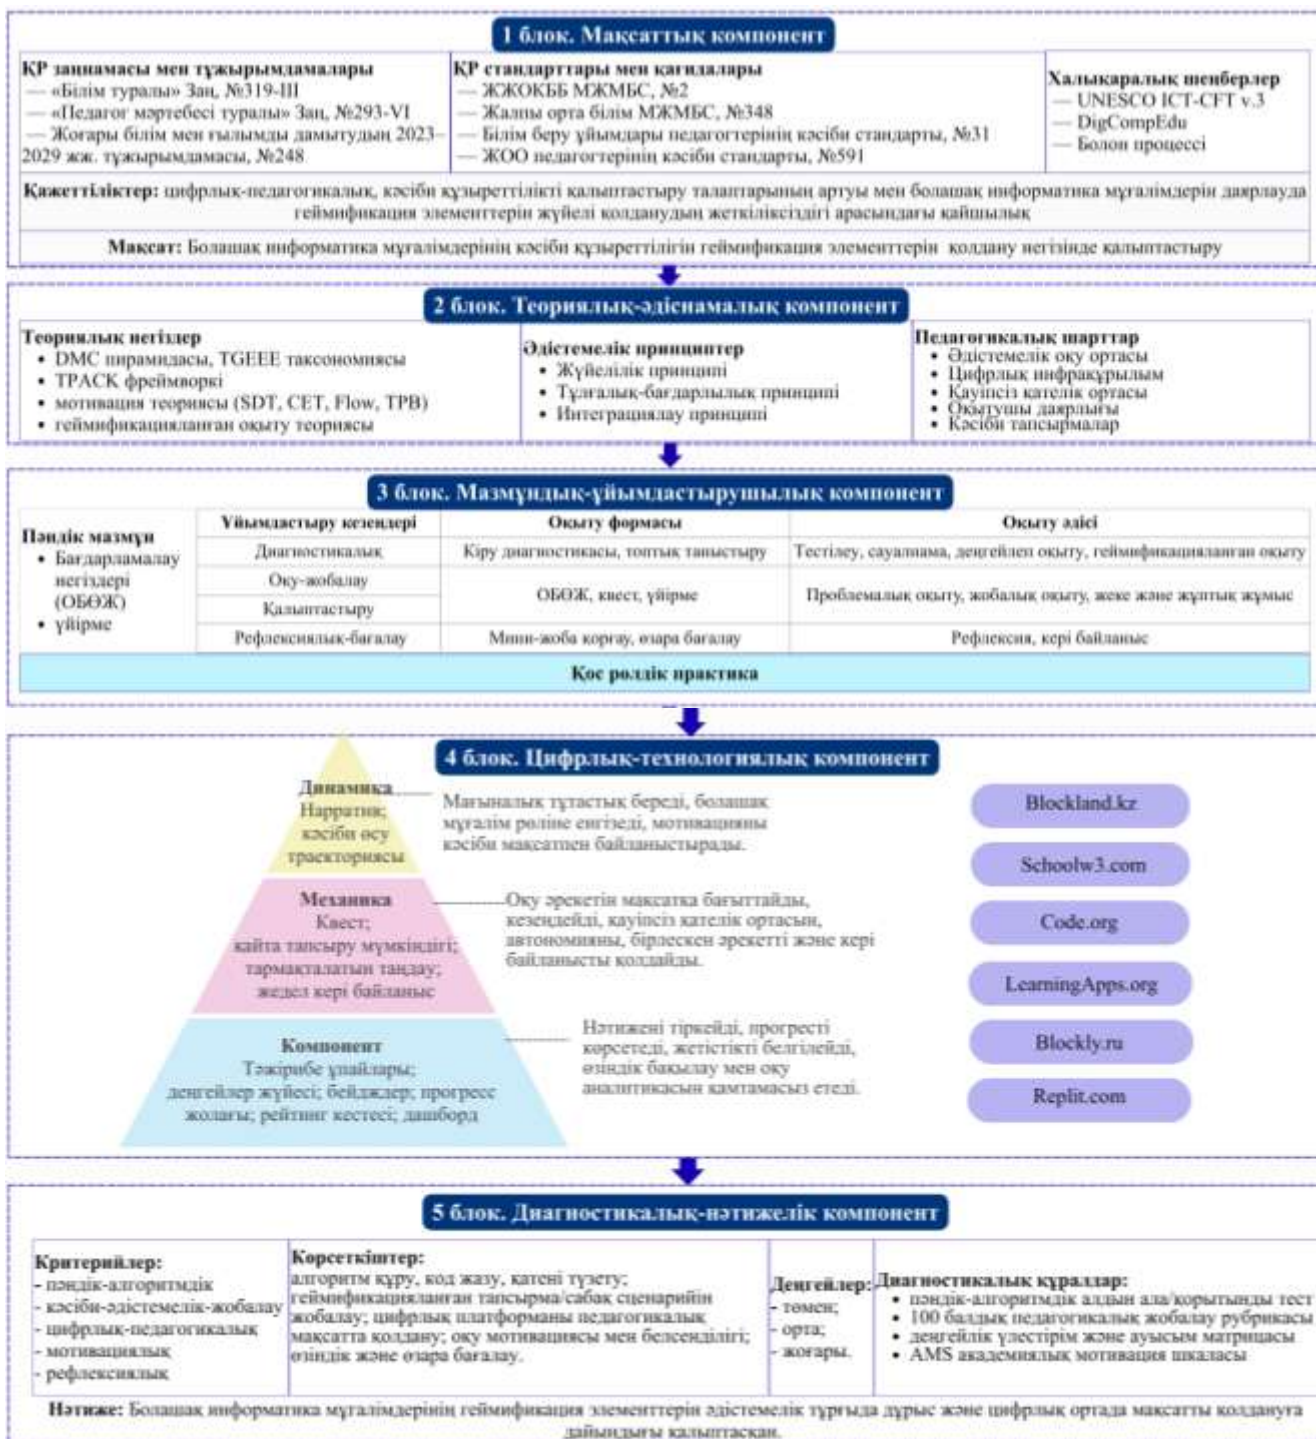 1 блок. Мақсаттық компонент
ҚР заңнамасы мен тұжырымдамалары
— «Білім туралы» Заң, №319-III
— «Педагог мәртебесі туралы» Заң, №293-VI
— Жоғары білім мен ғылымды дамытудың 2023–
2029 жж. тұжырымдамасы, №248
ҚР стандарттары мен қағидалары
— ЖЖОКББ МЖМБС, №2
— Жалпы орта білім МЖМБС, №348
— Білім беру ұйымдары педагогтерінің кәсіби стандарты, №31
— ЖОО педагогтерінің кәсіби стандарты, №591
Халықаралық шеңберлер
— UNESCO ICT-CFT v.3
— DigCompEdu
— Болон процессі
Қажеттіліктер: цифрлық-педагогикалық, кәсіби құзыреттілікті қалыптастыру талаптарының артуы мен болашақ информатика мұғалімдерін даярлауда
геймификация элементтерін жүйелі қолданудың жеткіліксіздігі арасындағы қайшылық
Мақсат: Болашақ информатика мұғалімдерінің кәсіби құзыреттілігін геймификация элементтерін қолдану негізінде қалыптастыру
2 блок. Теориялық-әдіснамалық компонент
Теориялық негіздер
• DMC пирамидасы, TGEEE таксономиясы
• TPACK фреймворкі
• мотивация теориясы (SDT, CET, Flow, TPB)
• геймификацияланған оқыту теориясы
Әдістемелік принциптер
• Жүйелілік принципі
• Тұлғалық-бағдарлылық принципі
• Интеграциялау принципі
Педагогикалық шарттар
• Әдістемелік оқу ортасы
• Цифрлық инфрақұрылым
• Қауіпсіз қателік ортасы
• Оқытушы даярлығы
• Кәсіби тапсырмалар
3 блок. Мазмұндық-ұйымдастырушылық компонент
Пәндік мазмұн
• Бағдарламалау
негіздері
(ОБӨЖ)
• үйірме
Ұйымдастыру кезеңдері
Оқыту формасы
Оқыту әдісі
Диагностикалық
Кіру диагностикасы, топтық таныстыру
Тестілеу, сауалнама, деңгейлеп оқыту, геймификацияланған оқыту
Оқу-жобалау
Қалыптастыру
ОБӨЖ, квест, үйірме
Проблемалық оқыту, жобалық оқыту, жеке және жұптық жұмыс
Рефлексиялық-бағалау
Мини-жоба қорғау, өзара бағалау
Рефлексия, кері байланыс
Қос рөлдік практика
4 блок. Цифрлық-технологиялық компонент
Динамика
Нарратив;
кәсіби өсу
траекториясы
Мағыналық тұтастық береді, болашақ
мұғалім рөліне енгізеді, мотивацияны
кәсіби мақсатпен байланыстырады.
Механика
Квест;
қайта тапсыру мүмкіндігі;
тармақталатын таңдау;
жедел кері байланыс
Оқу әрекетін мақсатқа бағыттайды,
кезеңдейді, қауіпсіз қателік ортасын,
автономияны, бірлескен әрекетті және кері
байланысты қолдайды.
Компонент
Тәжірибе ұпайлары;
деңгейлер жүйесі; бейджер; прогресс
жолағы; рейтинг кестесі; дашборд
Нәтижені тіркейді, прогресті
көрсетеді, жетістікті белгілейді,
өзіндік бақылау мен оқу
аналитикасын қамтамасыз етеді.
Blockland.kz
Schoolw3.com
Code.org
LearningApps.org
Blockly.ru
Replit.com
5 блок. Диагностикалық-нәтижелік компонент
Критерийлер:
- пәндік-алгоритмдік
- кәсіби-әдістемелік-жобалау
- цифрлық-педагогикалық
- мотивациялық
- рефлексиялық
Көрсеткіштер:
алгоритм құру, код жазу, қатені түзету;
геймификацияланған тапсырма/сабақ сценарийін
жобалау; цифрлық платформаны педагогикалық
мақсатта қолдану; оқу мотивациясы мен белсенділігі;
өзіндік және өзара бағалау.
Деңгейлер:
- төмен;
- орта;
- жоғары.
Диагностикалық құралдар:
• пәндік-алгоритмдік алдын ала/қорытынды тест
• 100 балдық педагогикалық жобалау рубрикасы
• деңгейлік үлестірім және ауысым матрицасы
• AMS академиялық мотивация шкаласы
Нәтиже: Болашақ информатика мұғалімдерінің геймификация элементтерін әдістемелік тұрғыда дұрыс және цифрлық ортада мақсатты қолдануға
дайындығы қалыптасқан.